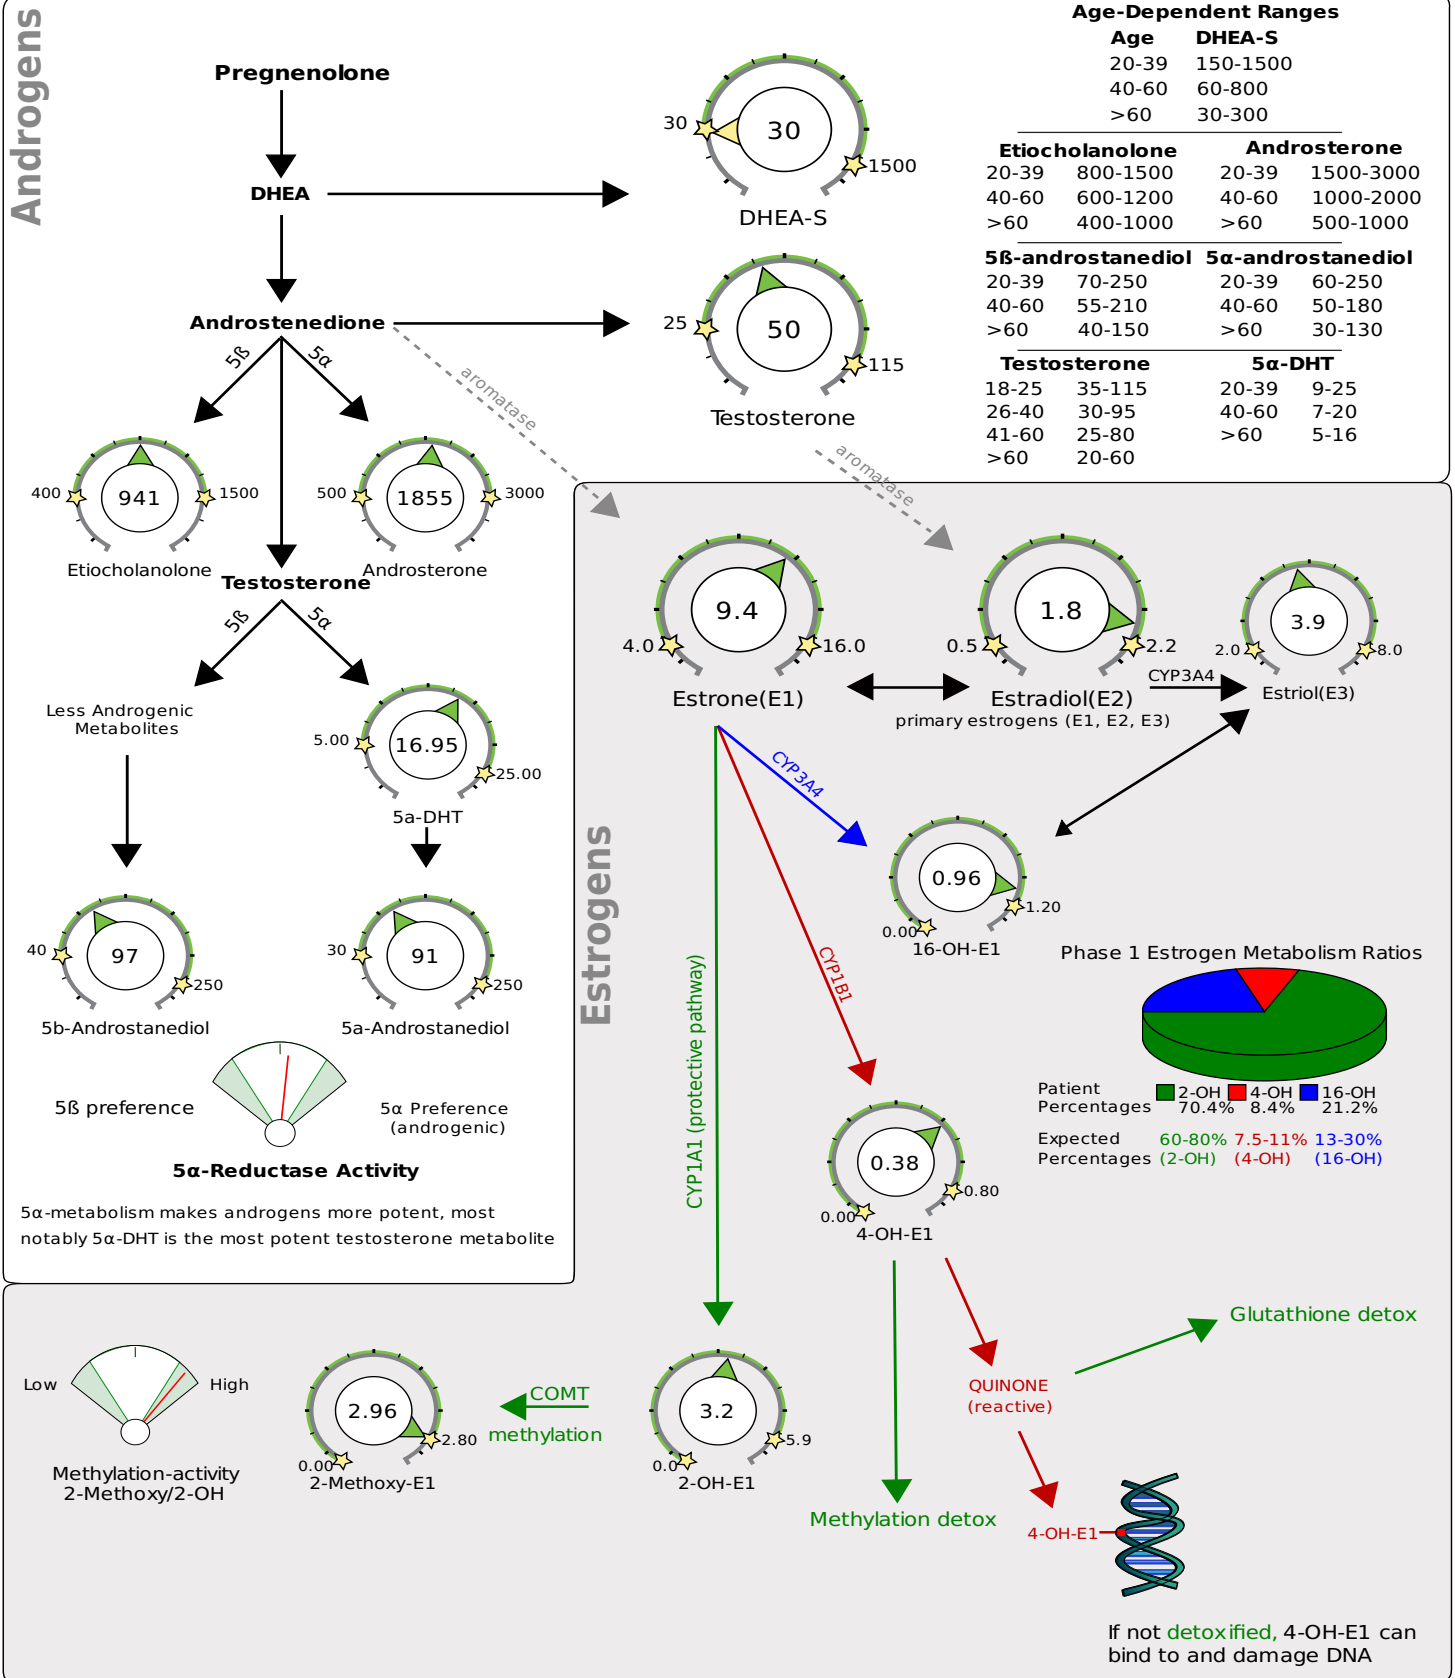 Androgens
Pregnenolone
DHEA
Androstenedione
5ß
5α
aromatase
30
30
1500
DHEA-S
25
50
115
Testosterone
aromatase
Age-Dependent Ranges
Age DHEA-S
20-39 150-1500
40-60 60-800
>60 30-300
Etiocholanolone Androsterone
20-39 800-1500 20-39 1500-3000
40-60 600-1200 40-60 1000-2000
>60 400-1000 >60 500-1000
5ß-androstanediol 5α-androstanediol
20-39 70-250 20-39 60-250
40-60 55-210 40-60 50-180
>60 40-150 >60 30-130
Testosterone 5α-DHT
18-25 35-115 20-39 9-25
26-40 30-95 40-60 7-20
41-60 25-80 >60 5-16
>60 20-60
400 941 1500
Etiocholanolone
500 1855 3000
Androsterone
Testosterone
5ß
5α
Less Androgenic
Metabolites
5.00 16.95
25.00
5a-DHT
40 97
250
5b-Androstanediol
30 91
250
5a-Androstanediol
5ß preference
5α Preference
(androgenic)
5α-Reductase Activity
5α-metabolism makes androgens more potent, most
notably 5α-DHT is the most potent testosterone metabolite
Estrogens
9.4
4.0 16.0
Estrone(E1)
1.8
0.5 2.2
Estradiol(E2)
primary estrogens (E1, E2, E3)
CYP3A4
3.9
2.0 8.0
Estriol(E3)
CYP3A4
0.96
1.20
0.00
16-OH-E1
CYP1B1
CYP1A1 (protective pathway)
Phase 1 Estrogen Metabolism Ratios
Patient 2-OH 4-OH 16-OH
Percentages 70.4% 8.4% 21.2%
Expected 60-80% 7.5-11% 13-30%
Percentages (2-OH) (4-OH) (16-OH)
0.38
0.80
0.00
4-OH-E1
Low High
Methylation-activity
2-Methoxy/2-OH
2.96
2.80
0.00
2-Methoxy-E1
COMT
methylation
3.2
5.9
0.0
2-OH-E1
Glutathione detox
QUINONE
(reactive)
Methylation detox
4-OH-E1
If not detoxified, 4-OH-E1 can
bind to and damage DNA